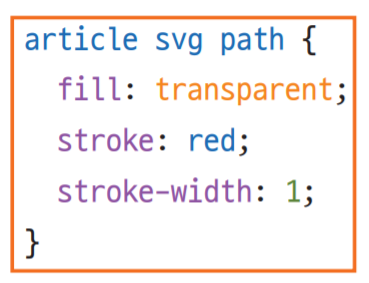 article svg path {
  fill: transparent;
  stroke: red;
  stroke-width: 1;
}